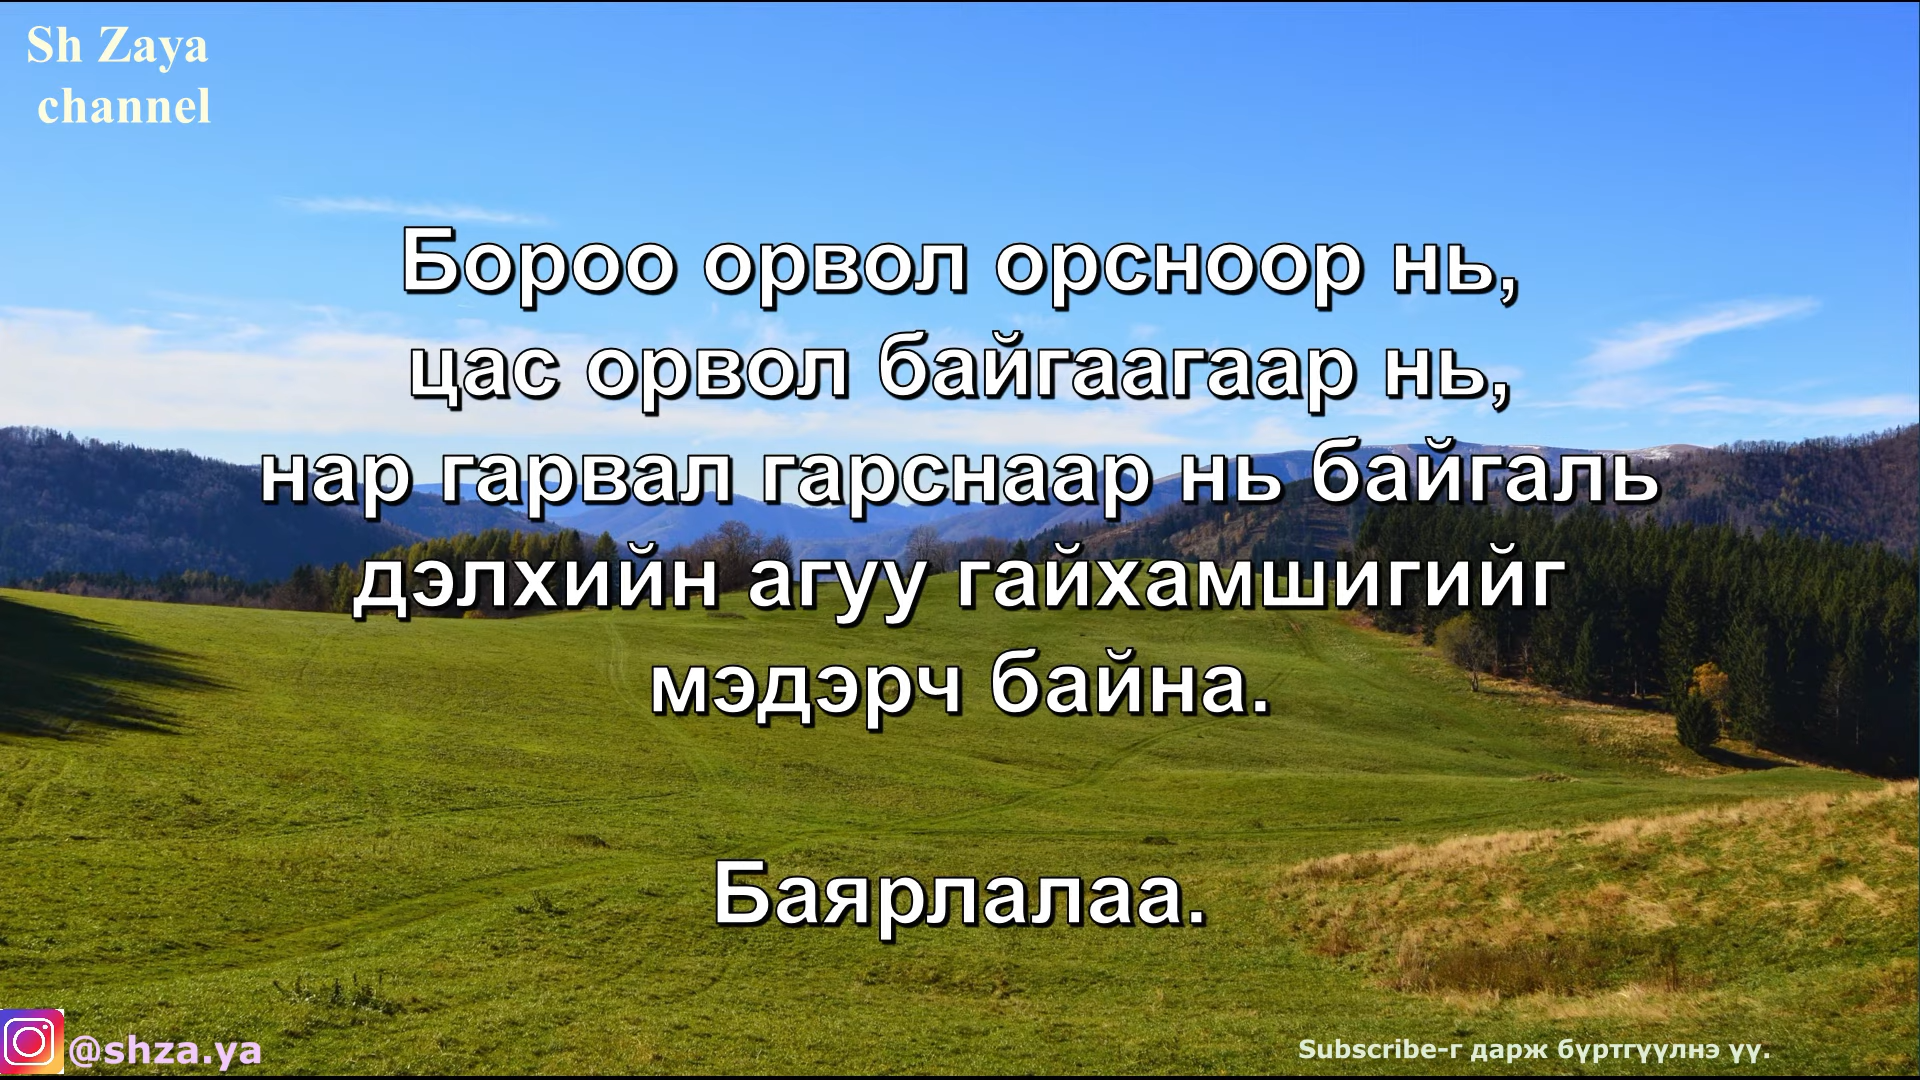 Sh Zaya
channel
Бороо орвол орсноор нь,
цас орвол байгаагаар нь,
нар гарвал гарснаар нь байгаль
дэлхийн агуу гайхамшигийг
мэдэрч байна.
Баярлалаа.
@shza.ya
Subscribe-г дарж бүртгүүлнэ үү.